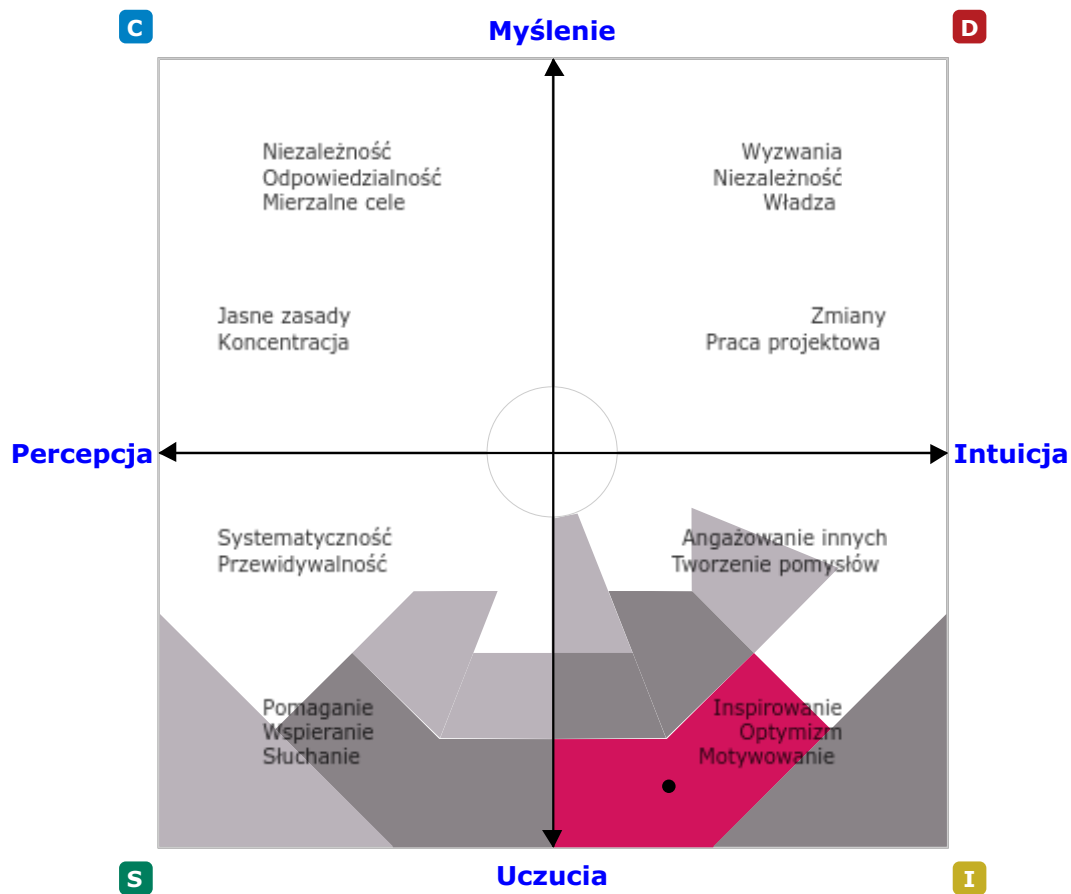 C
Myślenie
D
Niezależność
Odpowiedzialność
Mierzalne cele
Wyzwania
Niezależność
Władza
Jasne zasady
Koncentracja
Zmiany
Praca projektowa
Percepcja
Intuicja
Systematyczność
Przewidywalność
Angażowanie innych
Tworzenie pomysłów
Pomaganie
Wspieranie
Słuchanie
Inspirowanie
Optymizm
Motywowanie
S
Uczucia
I